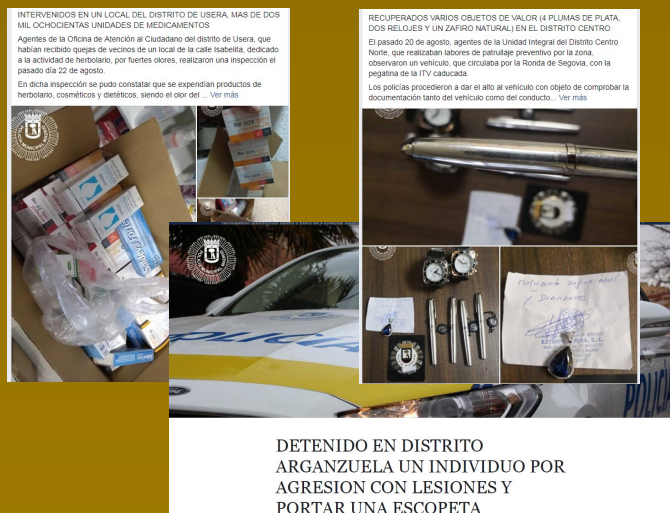 INTERVENIDOS EN UN LOCAL DEL DISTRITO DE USERA, MAS DE DOS
MIL OCHOCIENTAS UNIDADES DE MEDICAMENTOS
Agentes de la Oficina de Atención al Ciudadano del distrito de Usera, que
habían recibido quejas de vecinos de un local de la calle Isabelita, dedicado
a la actividad de herbolario, por fuertes olores, realizaron una inspección el
pasado día 22 de agosto.
En dicha inspección se pudo constatar que se expendían productos de
herbolario, cosméticos y dietéticos, siendo el olor del ... Ver más
RECUPERADOS VARIOS OBJETOS DE VALOR (4 PLUMAS DE PLATA,
DOS RELOJES Y UN ZAFIRO NATURAL) EN EL DISTRITO CENTRO
El pasado 20 de agosto, agentes de la Unidad Integral del Distrito Centro
Norte, que realizaban labores de patrullaje preventivo por la zona,
observaron un vehículo, que circulaba por la Ronda de Segovia, con la
pegatina de la ITV caducada.
Los policías procedieron a dar el alto al vehículo con objeto de comprobar la
documentación tanto del vehículo como del conducto... Ver más
POLICIA
Y Diamantes
POLICIA
DETENIDO EN DISTRITO
ARGANZUELA UN INDIVIDUO POR
AGRESION CON LESIONES Y
PORTAR UNA ESCOPETA